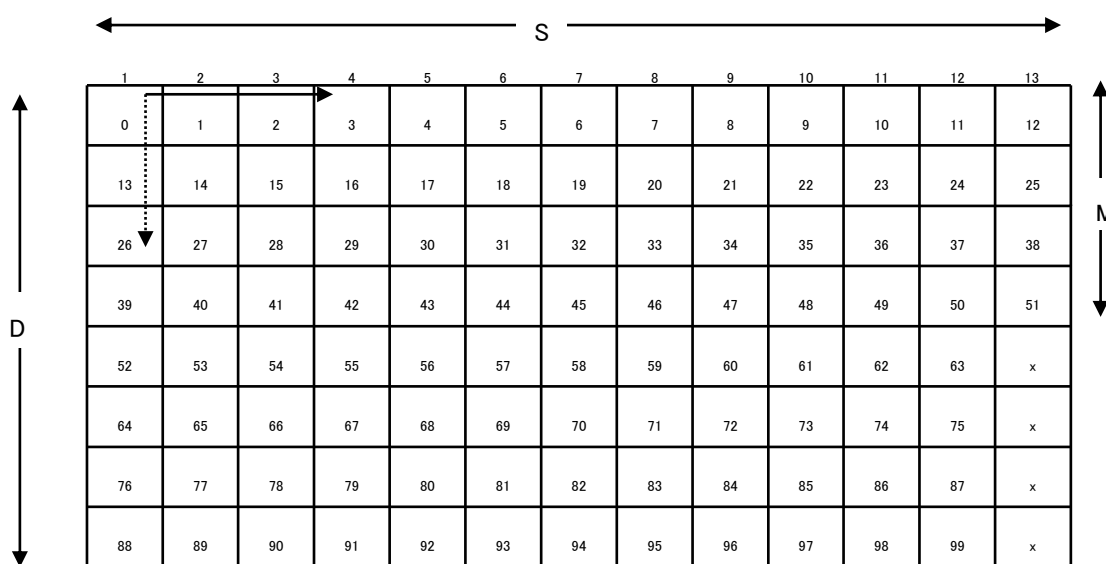 S
1 2 3 4 5 6 7 8 9 10 11 12 13
0 1 2 3 4 5 6 7 8 9 10 11 12
13 14 15 16 17 18 19 20 21 22 23 24 25
M
26 27 28 29 30 31 32 33 34 35 36 37 38
39 40 41 42 43 44 45 46 47 48 49 50 51
D
52 53 54 55 56 57 58 59 60 61 62 63 x
64 65 66 67 68 69 70 71 72 73 74 75 x
76 77 78 79 80 81 82 83 84 85 86 87 x
88 89 90 91 92 93 94 95 96 97 98 99 x